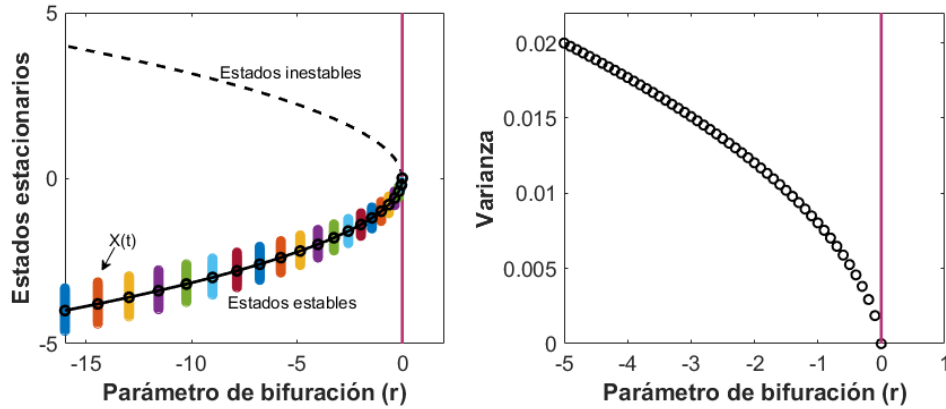 Estados estacionarios
5
0
-5
Estados inestables
X(t)
Estados estables
-15
-10
-5
0
Parámetro de bifuración (r)
Varianza
0.02
0.015
0.01
0.005
0
-5
-4
-3
-2
-1
0
1
Parámetro de bifuración (r)